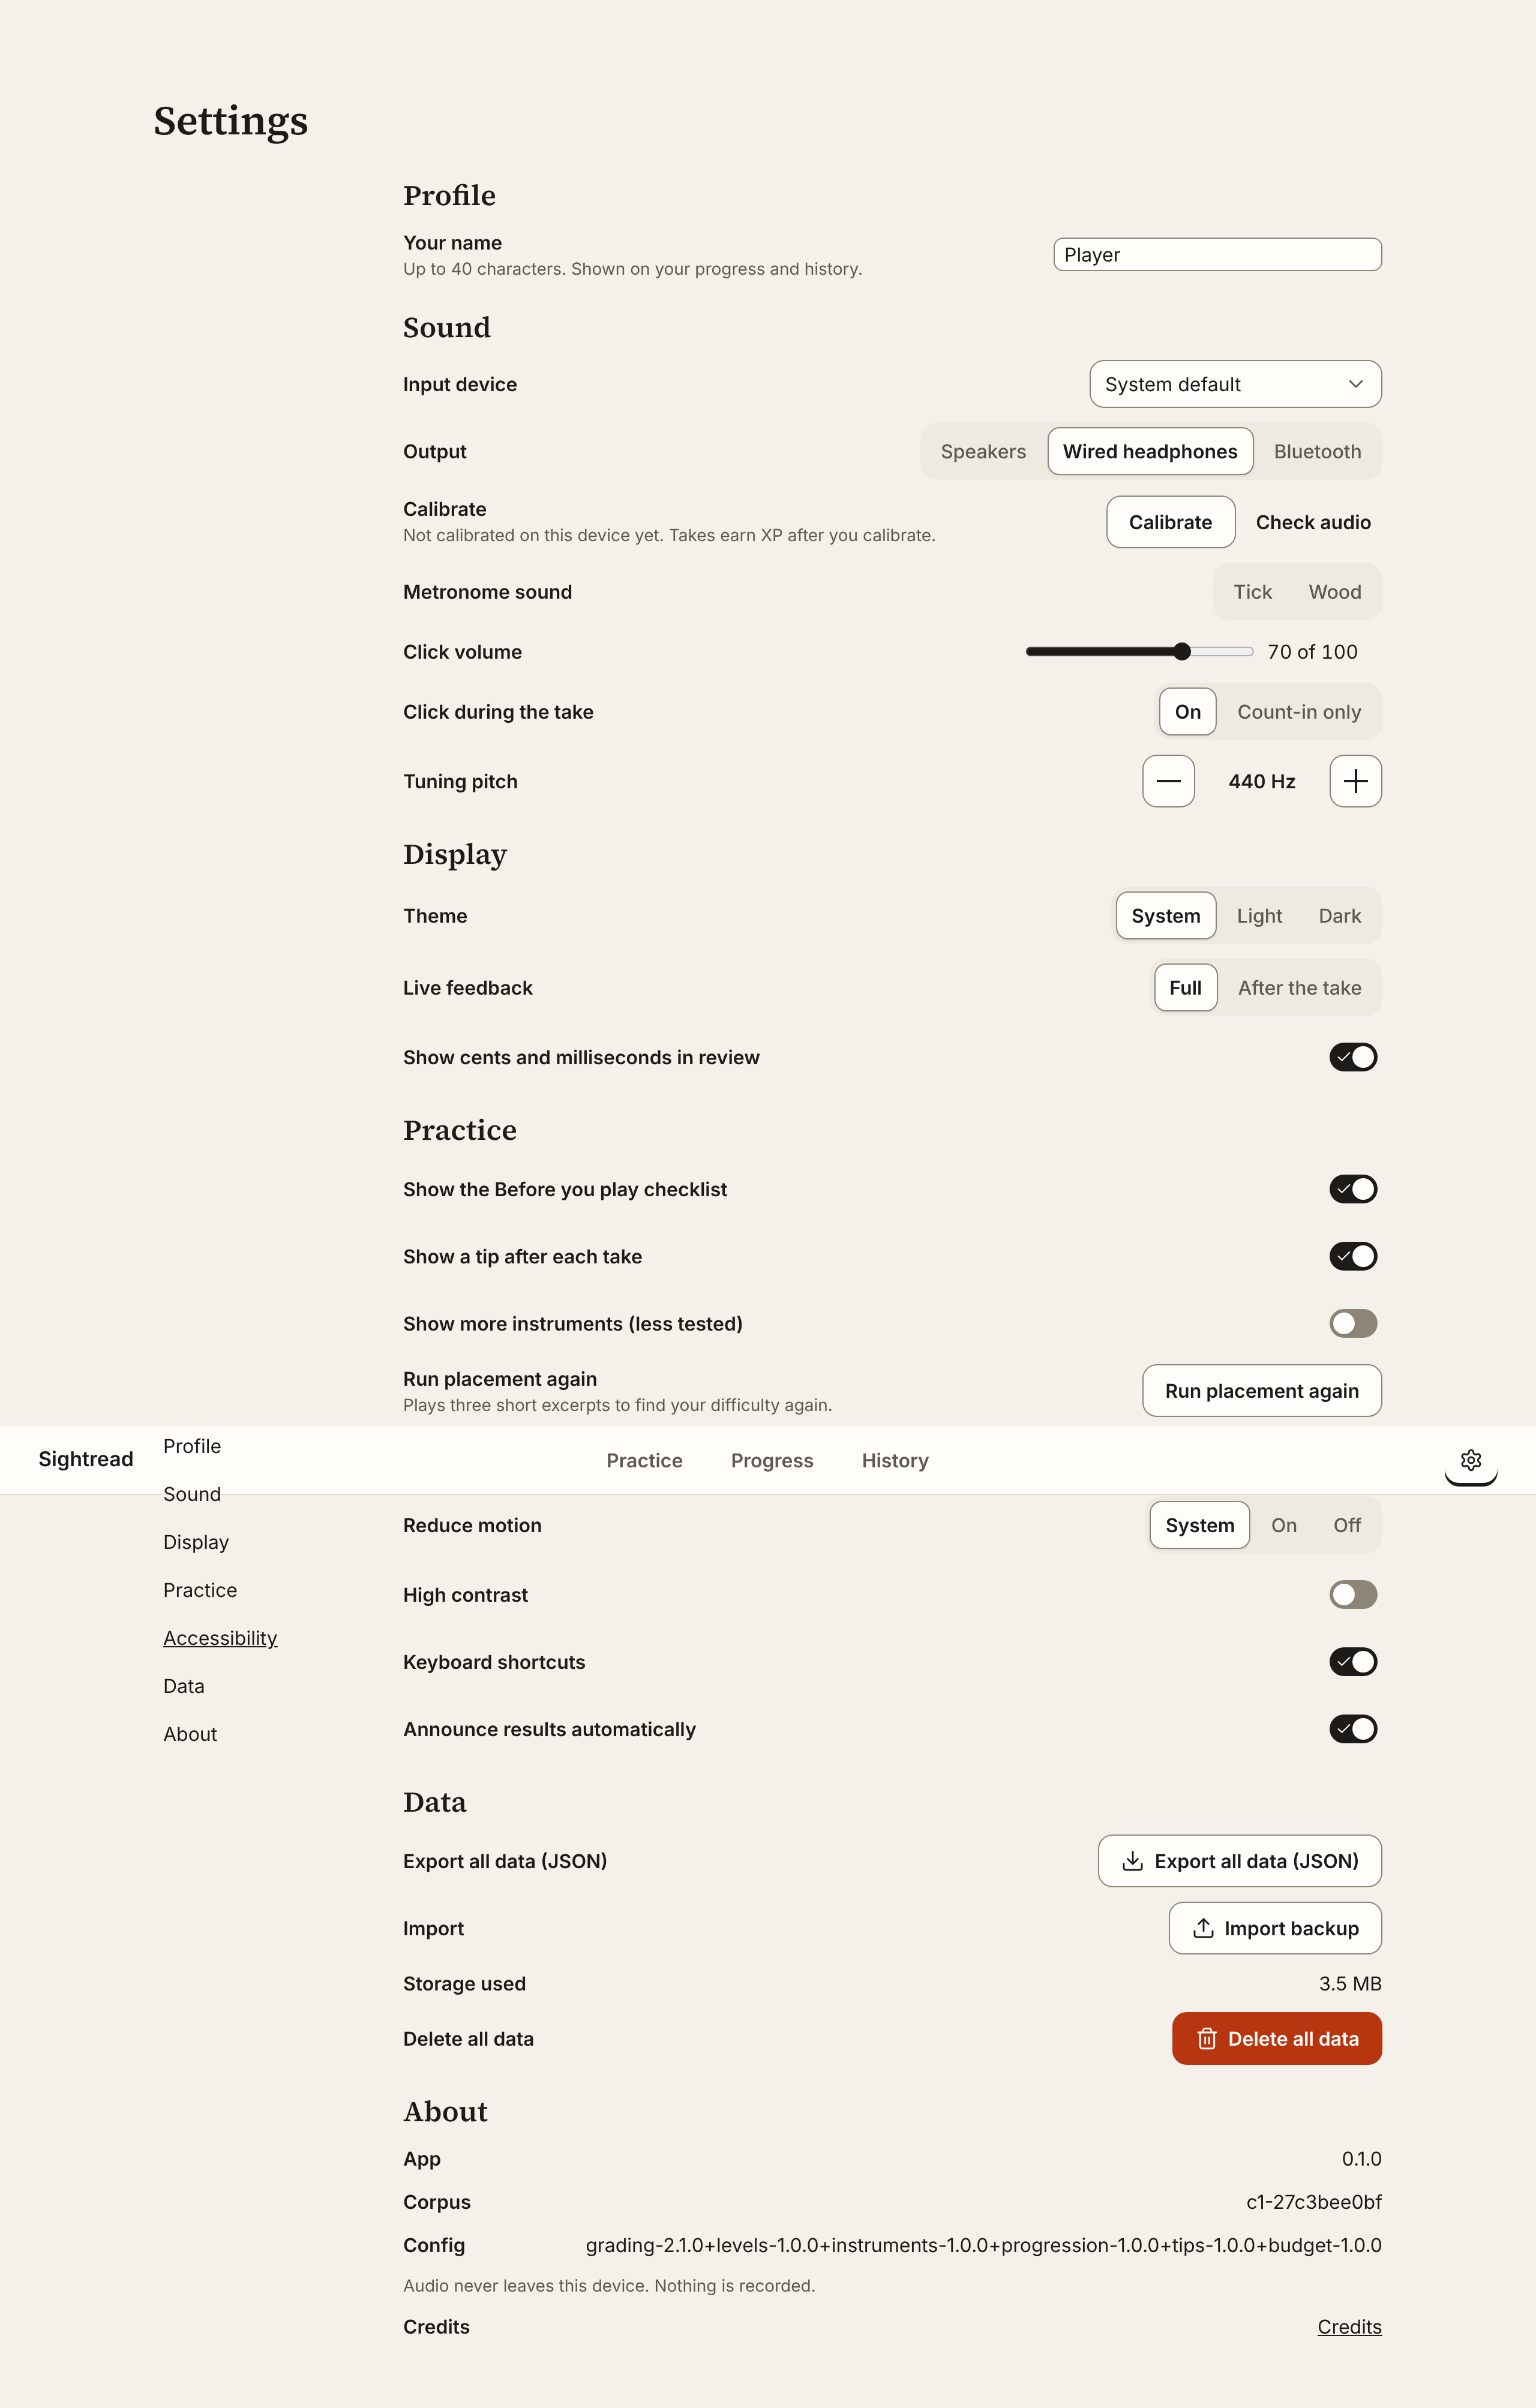 Settings
Profile
Your name
Up to 40 characters. Shown on your progress and history.
Player
Sound
Input device
System default
Output
Speakers
Wired headphones
Bluetooth
Calibrate
Not calibrated on this device yet. Takes earn XP after you calibrate.
Calibrate
Check audio
Metronome sound
Tick
Wood
Click volume
70 of 100
Click during the take
On
Count-in only
Tuning pitch
440 Hz
Display
Theme
System
Light
Dark
Live feedback
Full
After the take
Show cents and milliseconds in review
Practice
Show the Before you play checklist
Show a tip after each take
Show more instruments (less tested)
Run placement again
Plays three short excerpts to find your difficulty again.
Run placement again
Sightread
Practice
Progress
History
Profile
Sound
Display
Practice
Accessibility
Data
About
Reduce motion
System
On
Off
High contrast
Keyboard shortcuts
Announce results automatically
Data
Export all data (JSON)
Export all data (JSON)
Import
Import backup
Storage used
3.5 MB
Delete all data
Delete all data
About
App
0.1.0
Corpus
c1-27c3bee0bf
Config
grading-2.1.0+levels-1.0.0+instruments-1.0.0+progression-1.0.0+tips-1.0.0+budget-1.0.0
Audio never leaves this device. Nothing is recorded.
Credits
Credits